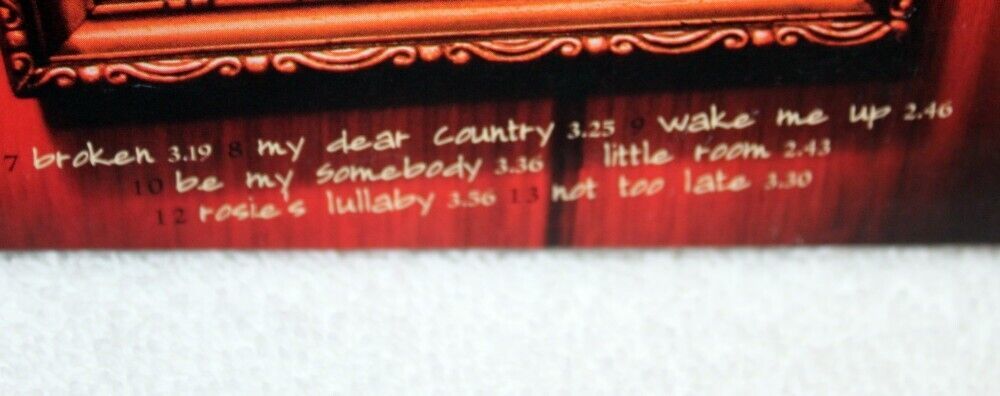 7 broken 3.19 8 my dear country 3.25 9 wake me up 2.46
10 be my somebody 3.36 little room 2.43
12 rosie's lullaby 3.56 13 not too late 3.30